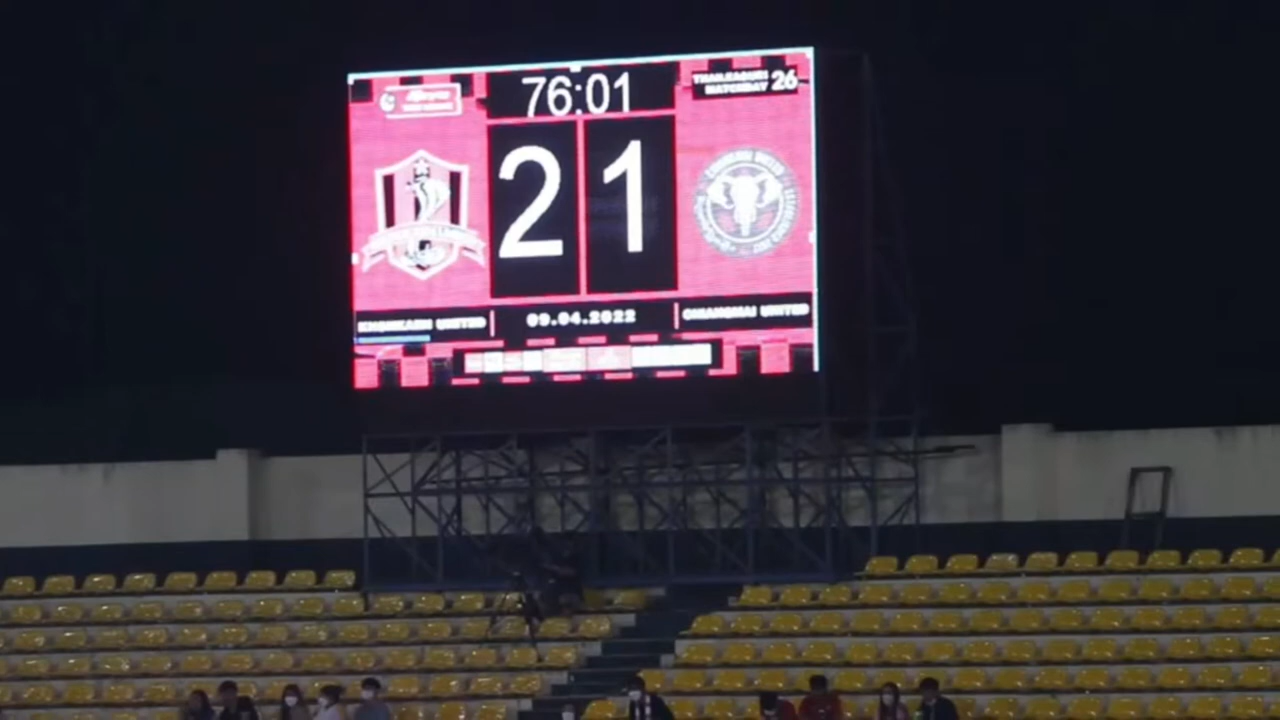 76:01
THAILEAGUE1
MATCHDAY 26
2 1
KHONKAEN UNITED
09.04.2022
CHIANGMAI UNITED